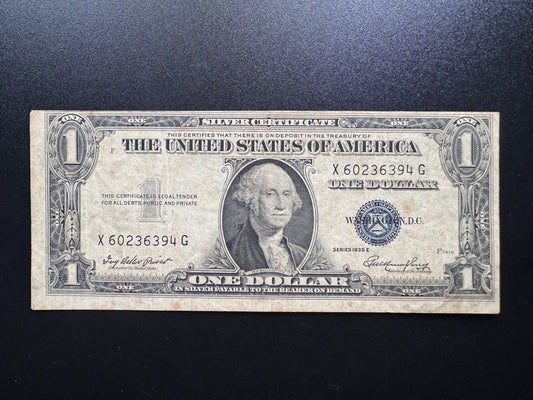 ONE SILVER CERTIFICATE ONE
THIS CERTIFIES THAT THERE IS ON DEPOSIT IN THE TREASURY OF
1 F THE UNITED STATES OF AMERICA 1
X 60236394 G
ONE DOLLAR
THIS CERTIFICATE IS LEGAL TENDER
FOR ALL DEBTS, PUBLIC AND PRIVATE
1
WASHINGTON, D.C.
X 60236394 G
SERIES 1935 E
1 ONE DOLLAR 1
IN SILVER PAYABLE TO THE BEARER ON DEMAND
ONE ONE